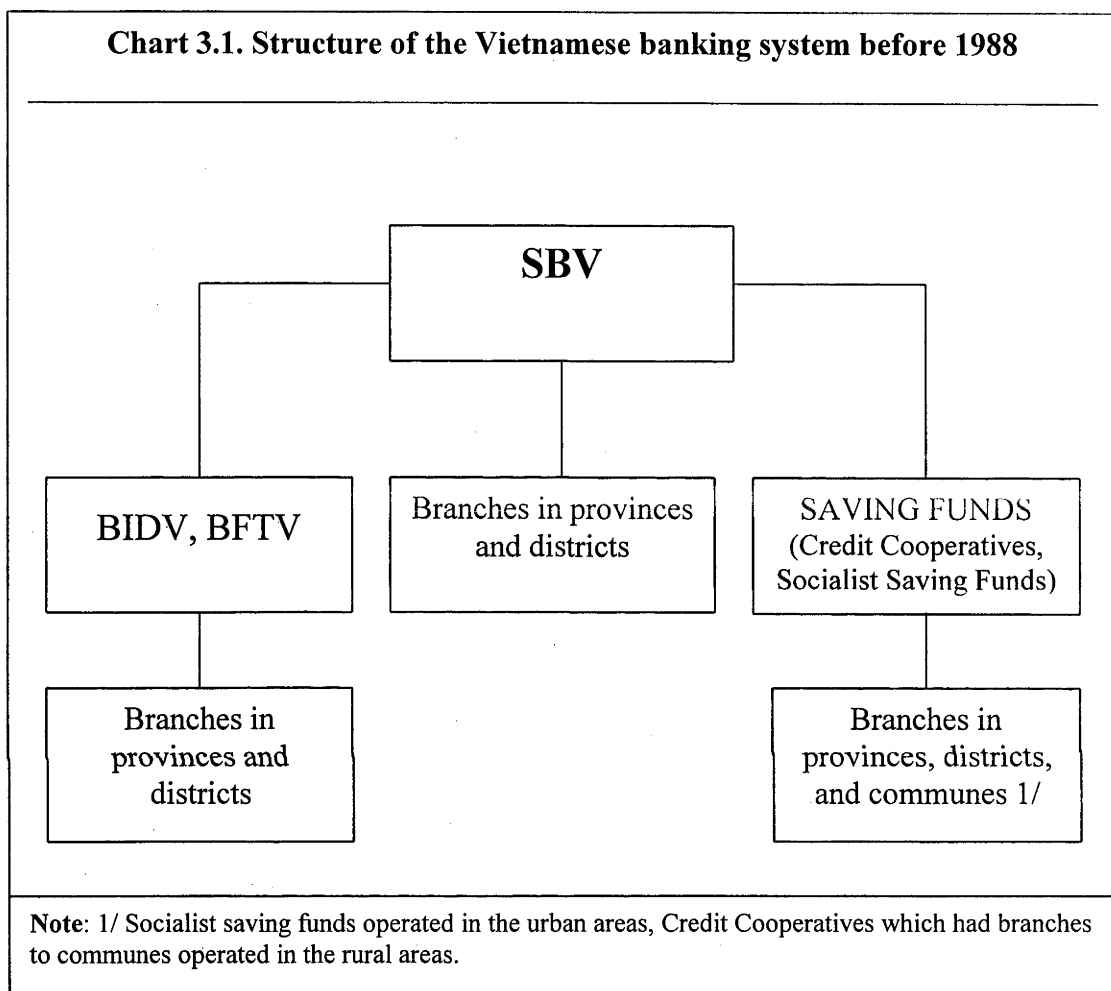 Chart 3.1. Structure of the Vietnamese banking system before 1988
SBV
BIDV, BFTV
Branches in provinces
and districts
SAVING FUNDS
(Credit Cooperatives,
Socialist Saving Funds)
Branches in
provinces and
districts
Branches in
provinces, districts,
and communes 1/
Note: 1/ Socialist saving funds operated in the urban areas, Credit Cooperatives which had branches
to communes operated in the rural areas.